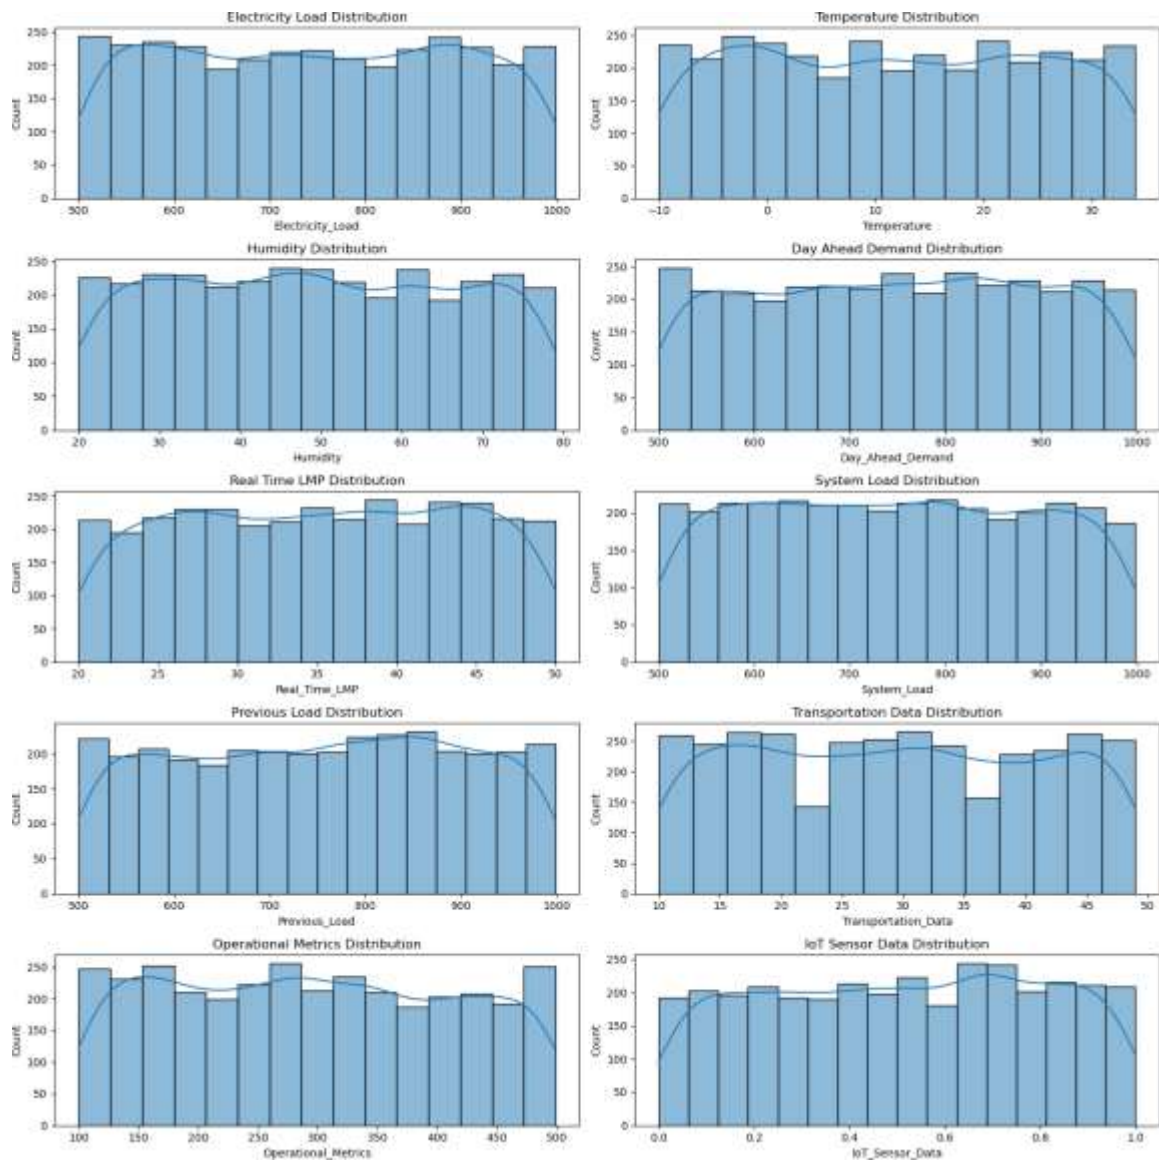 Electricity Load Distribution
Count
250
200
150
100
50
0
500 600 700 800 900 1000
Electricity_Load
Temperature Distribution
Count
250
200
150
100
50
0
−10 0 10 20 30
Temperature
Humidity Distribution
Count
250
200
150
100
50
0
20 30 40 50 60 70 80
Humidity
Day Ahead Demand Distribution
Count
250
200
150
100
50
0
500 600 700 800 900 1000
Day_Ahead_Demand
Real Time LMP Distribution
Count
250
200
150
100
50
0
20 25 30 35 40 45 50
Real_Time_LMP
System Load Distribution
Count
200
150
100
50
0
500 600 700 800 900 1000
System_Load
Previous Load Distribution
Count
200
150
100
50
0
500 600 700 800 900 1000
Previous_Load
Transportation Data Distribution
Count
250
200
150
100
50
0
10 15 20 25 30 35 40 45 50
Transportation_Data
Operational Metrics Distribution
Count
250
200
150
100
50
0
100 150 200 250 300 350 400 450 500
Operational_Metrics
IoT Sensor Data Distribution
Count
250
200
150
100
50
0
0.0 0.2 0.4 0.6 0.8 1.0
IoT_Sensor_Data